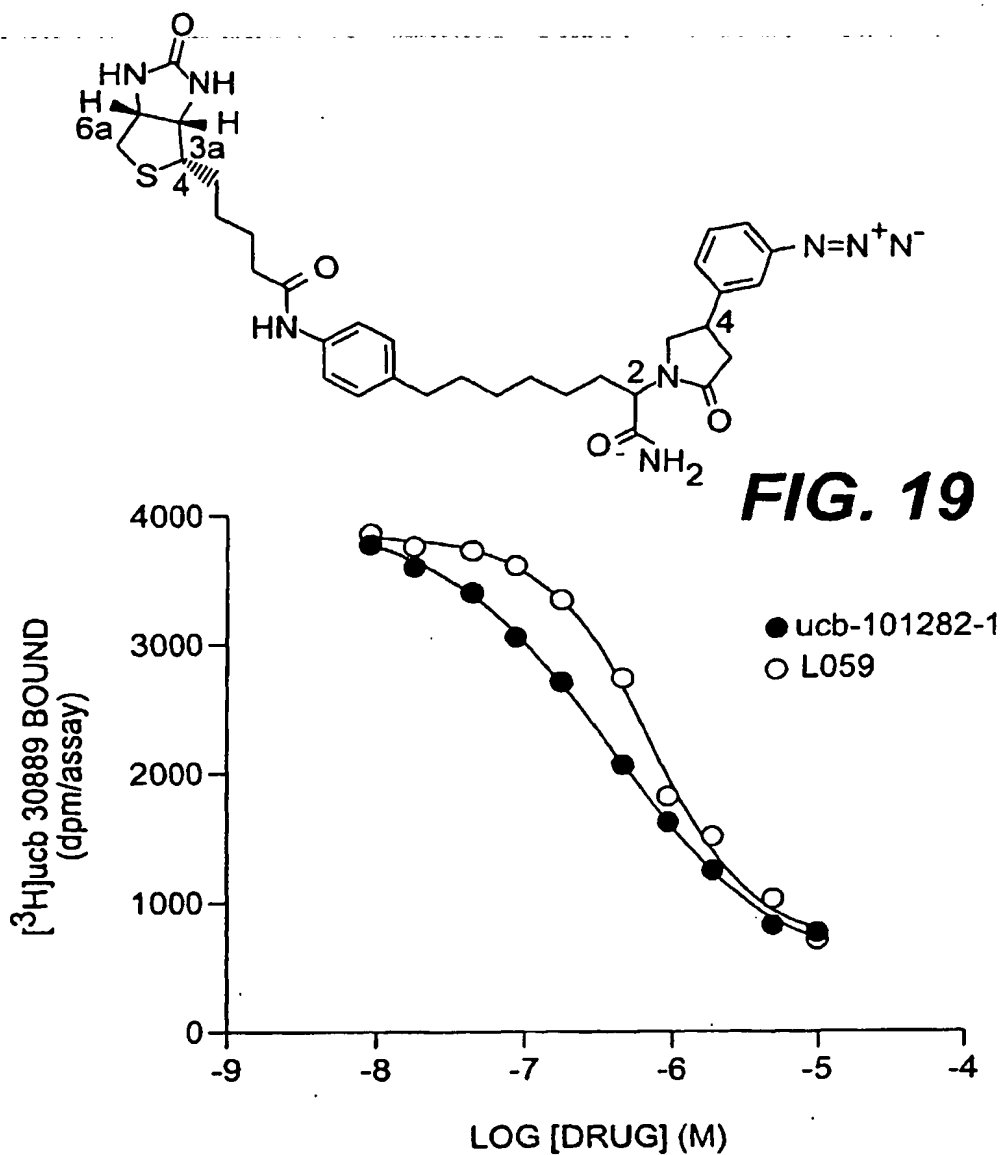 O
HN
NH
H
H
6a
3a
S
4
O
HN
N=N⁺N⁻
4
2
N
O
O⁻
NH₂
FIG. 19
4000
3000
2000
1000
0
[³H]ucb 30889 BOUND
(dpm/assay)
ucb-101282-1
L059
-9
-8
-7
-6
-5
-4
LOG [DRUG] (M)